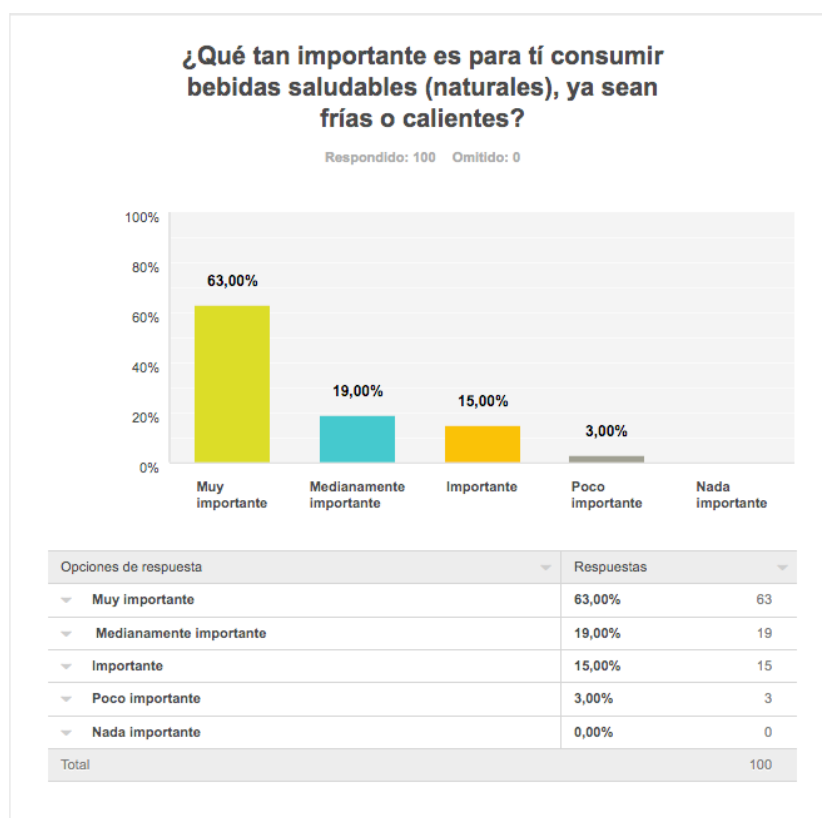 ¿Qué tan importante es para tí consumir
bebidas saludables (naturales), ya sean
frías o calientes?
Respondido: 100 Omitido: 0
100%
80%
60%
40%
20%
0%
63,00%
19,00%
15,00%
3,00%
Muy
importante
Medianamente
importante
Importante
Poco
importante
Nada
importante
Opciones de respuesta Respuestas
Muy importante 63,00% 63
Medianamente importante 19,00% 19
Importante 15,00% 15
Poco importante 3,00% 3
Nada importante 0,00% 0
Total 100